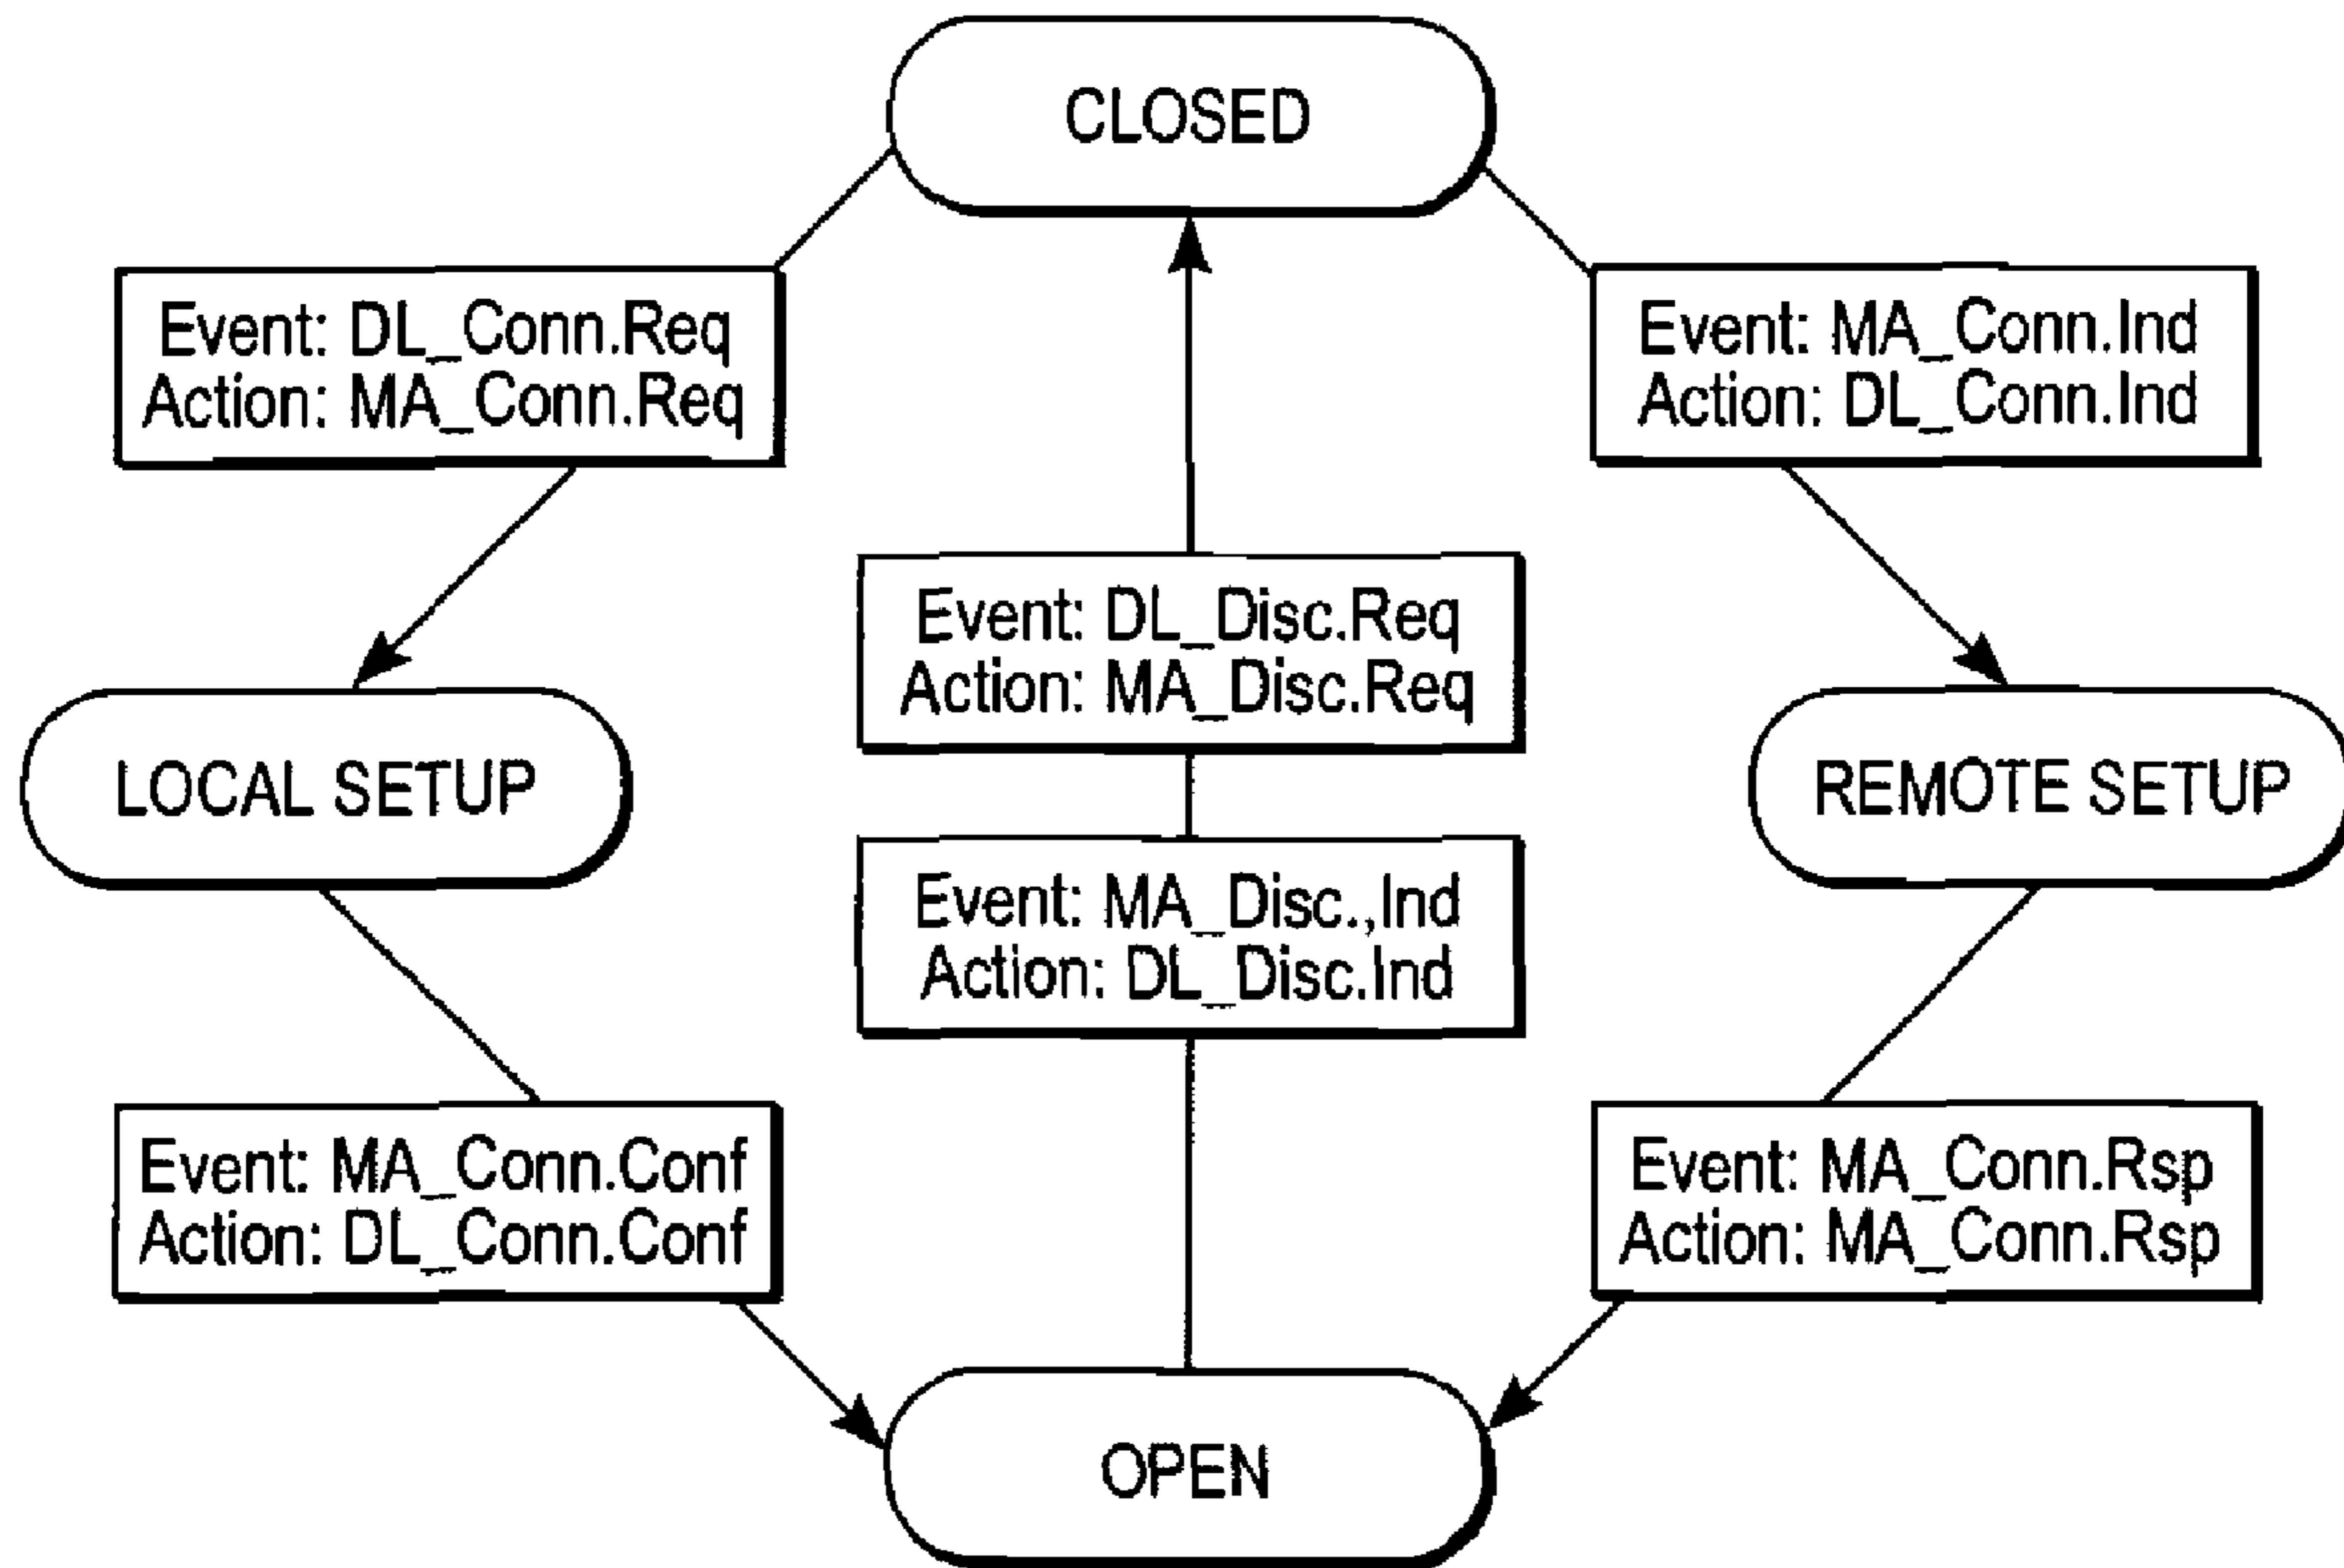 CLOSED
Event: DL_Conn.Req
Action: MA_Conn.Req
Event: MA_Conn.Ind
Action: DL_Conn.Ind
Event: DL_Disc.Req
Action: MA_Disc.Req
LOCAL SETUP
REMOTE SETUP
Event: MA_Disc.,Ind
Action: DL_Disc.Ind
Event: MA_Conn.Conf
Action: DL_Conn.Conf
Event: MA_Conn.Rsp
Action: MA_Conn.Rsp
OPEN